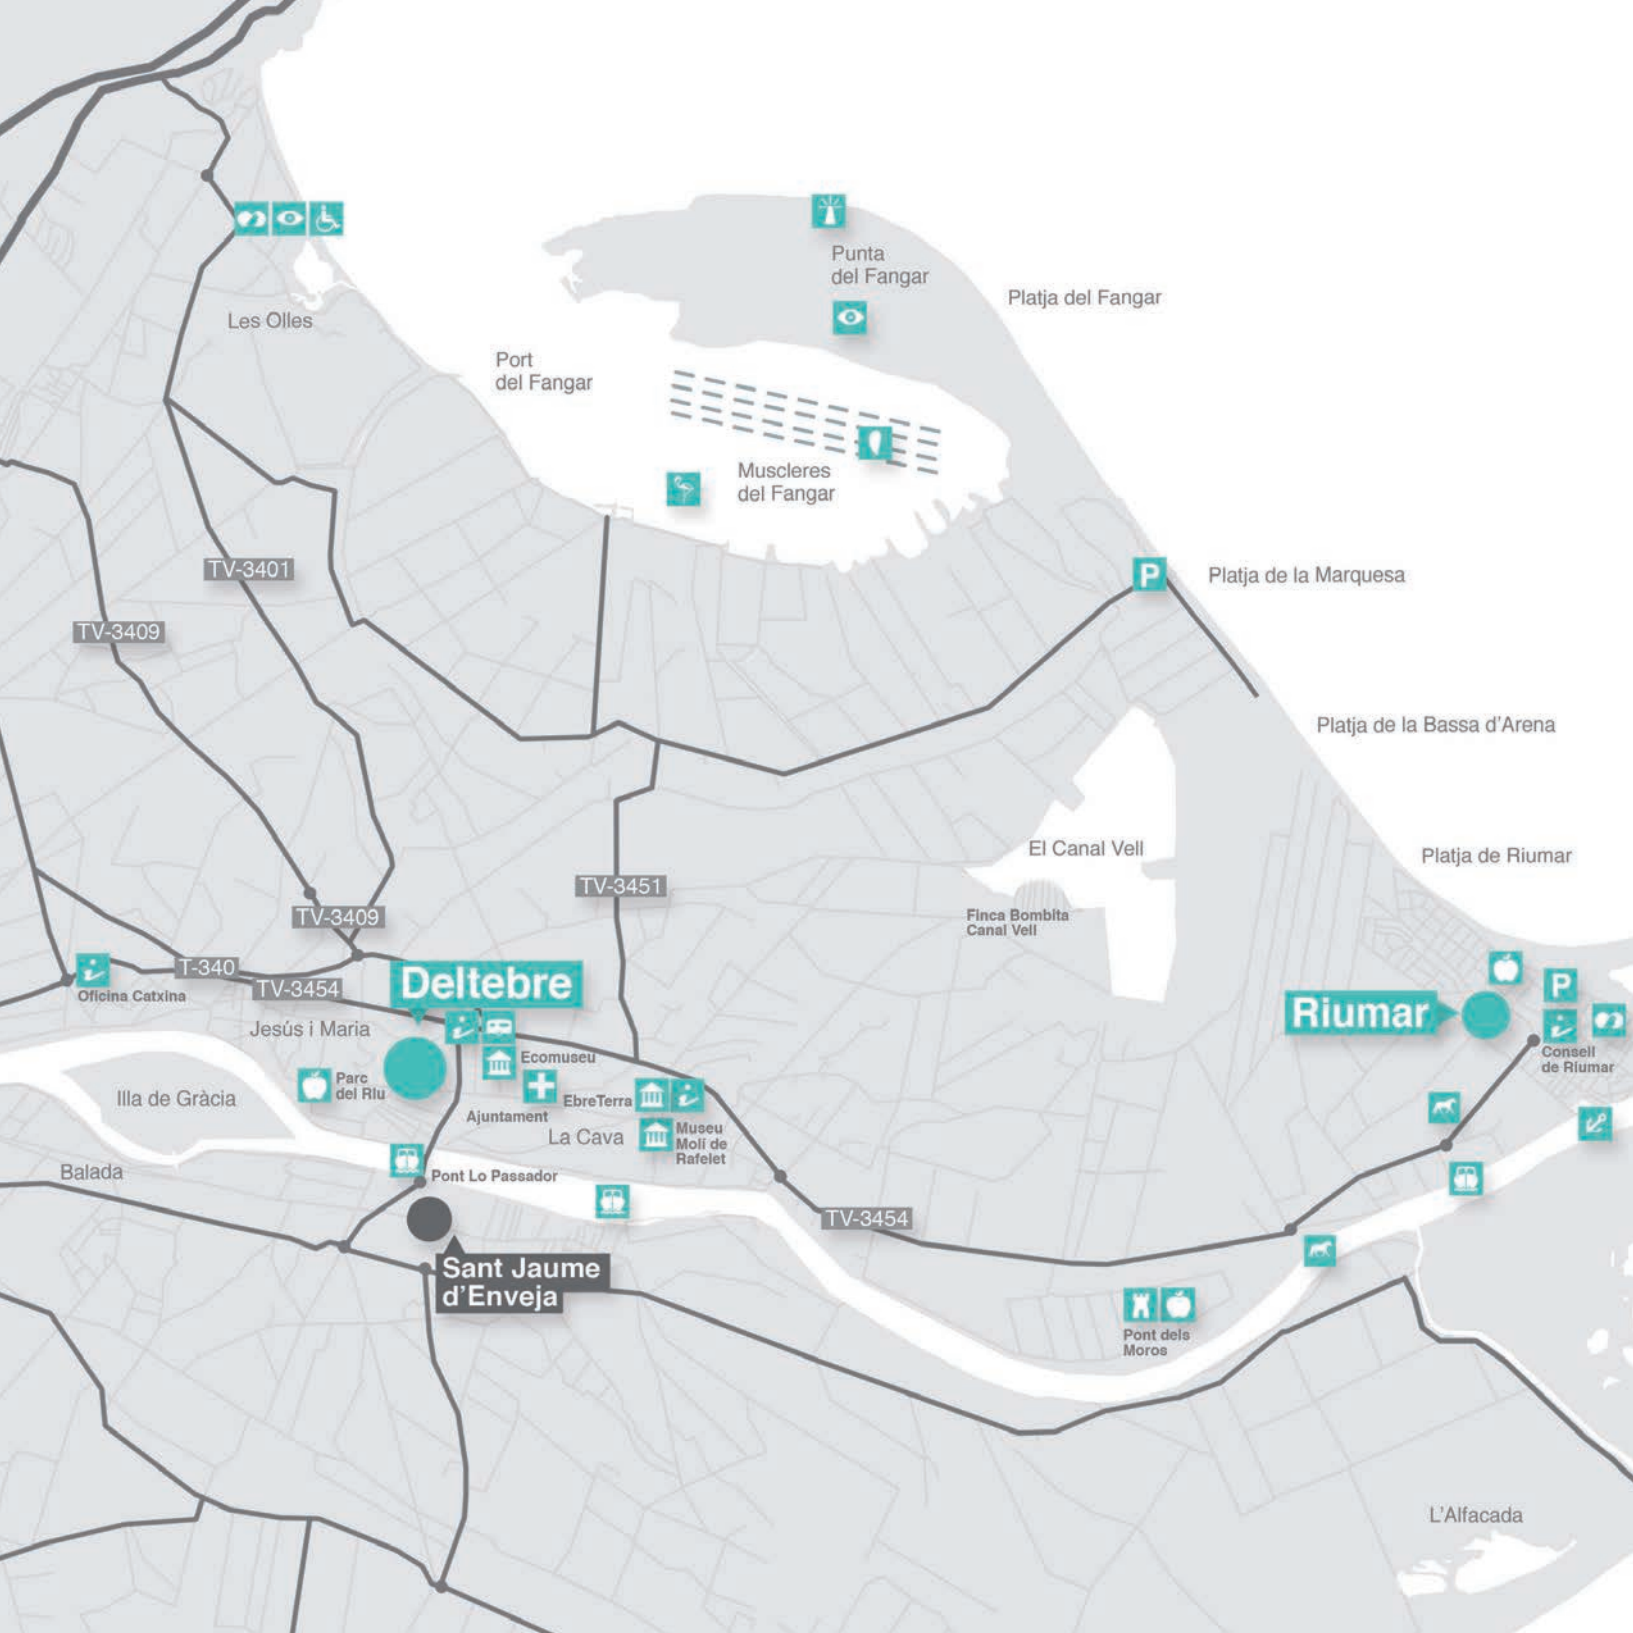 Punta
del Fangar
Platja del Fangar
Les Olles
Port
del Fangar
Muscleres
del Fangar
TV-3401
P
Platja de la Marquesa
TV-3409
Platja de la Bassa d'Arena
El Canal Vell
Platja de Riumar
TV-3451
TV-3409
Finca Bombita
Canal Vell
T-340
Oficina Catxina
TV-3454
Deltebre
P
Riumar
Jesús i Maria
Ecomuseu
Consell
de Riumar
Parc
del Riu
Illa de Gràcia
EbreTerra
Ajuntament
La Cava
Museu
Molí de
Rafelet
Balada
Pont Lo Passador
TV-3454
Sant Jaume
d'Enveja
Pont dels
Moros
L'Alfacada